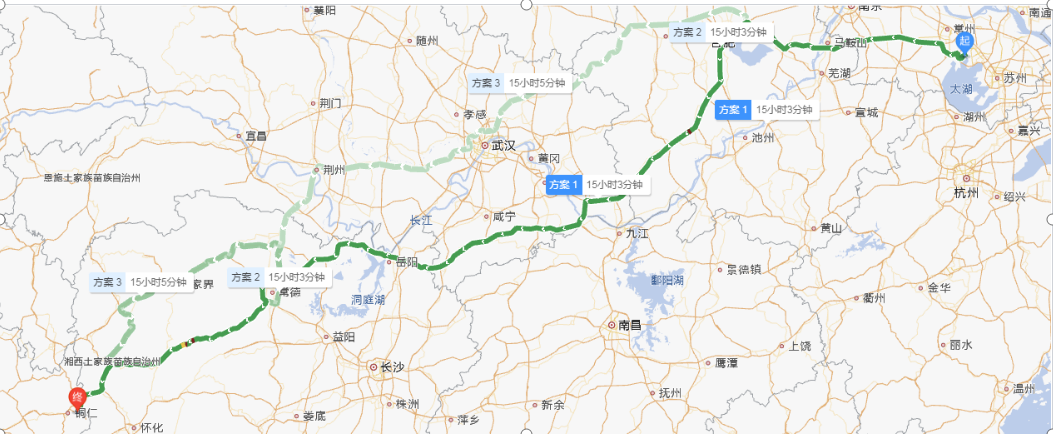 襄阳
南京
南通
随州
方案 2 15小时3分钟
常州
起
合肥
马鞍山
方案 3 15小时5分钟
芜湖
太湖
苏州
荆门
孝感
方案 1 15小时3分钟
宣城
湖州
嘉兴
宜昌
武汉
池州
黄冈
荆州
恩施土家族苗族自治州
方案 1 15小时3分钟
杭州
绍兴
长江
咸宁
九江
黄山
岳阳
方案 3 15小时5分钟
家界
方案 2 15小时3分钟
常德
洞庭湖
鄱阳湖
景德镇
衢州
金华
南昌
益阳
上饶
丽水
湘西土家族苗族自治州
长沙
鹰潭
终
铜仁
株洲
新余
抚州
温州
怀化
娄底
萍乡